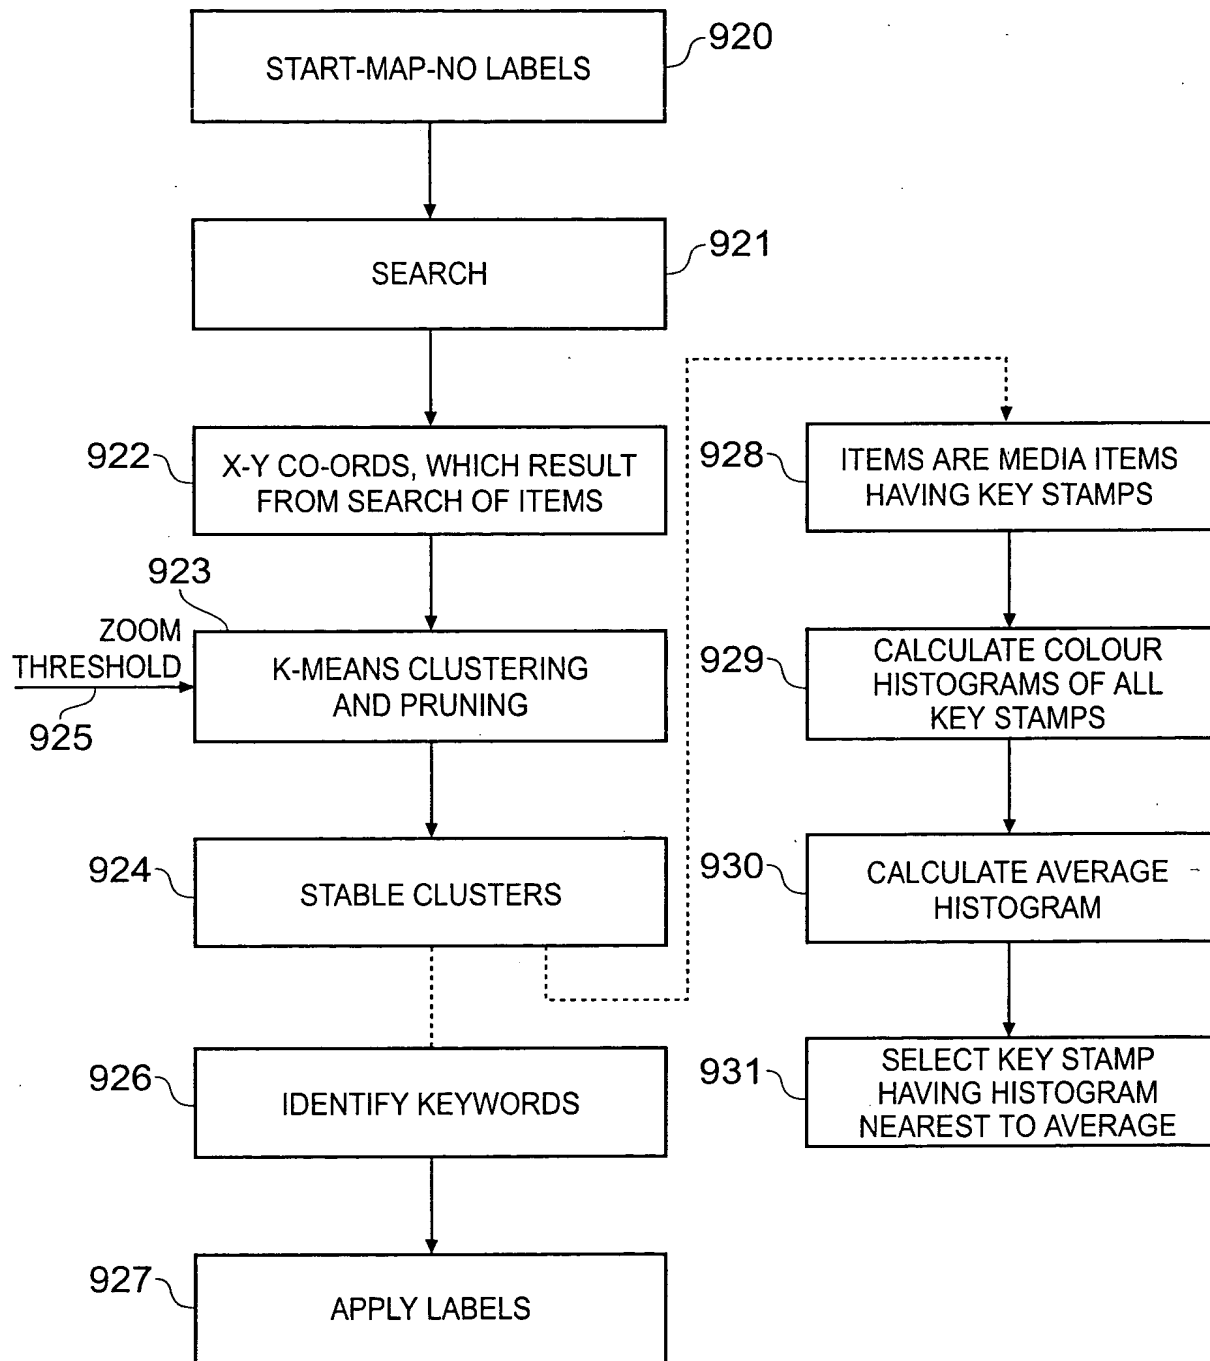 START-MAP-NO LABELS
920
SEARCH
921
922
X-Y CO-ORDS, WHICH RESULT
FROM SEARCH OF ITEMS
923
ZOOM
THRESHOLD
925
K-MEANS CLUSTERING
AND PRUNING
924
STABLE CLUSTERS
926
IDENTIFY KEYWORDS
927
APPLY LABELS
928
ITEMS ARE MEDIA ITEMS
HAVING KEY STAMPS
929
CALCULATE COLOUR
HISTOGRAMS OF ALL
KEY STAMPS
930
CALCULATE AVERAGE
HISTOGRAM
931
SELECT KEY STAMP
HAVING HISTOGRAM
NEAREST TO AVERAGE